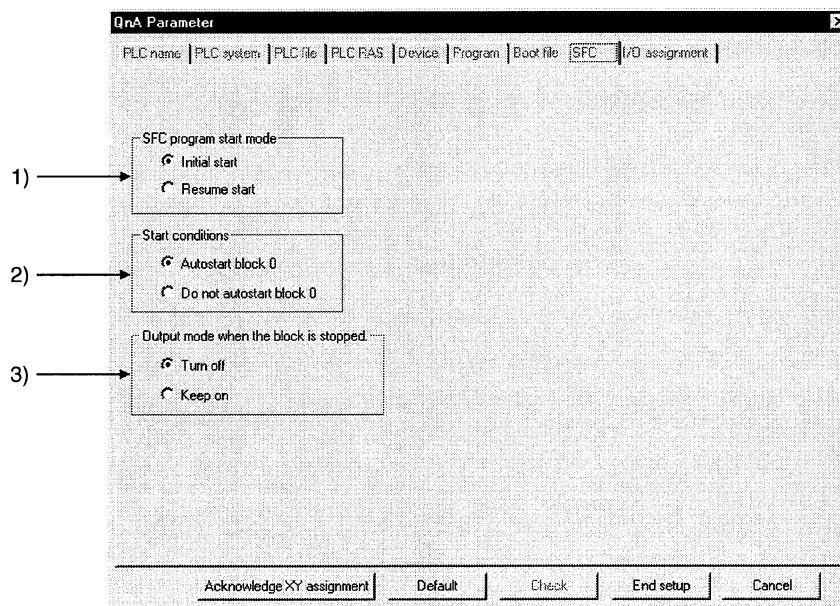 QnA Parameter
PLC name PLC system PLC file PLC RAS Device Program Boot file SFC I/O assignment
SFC program start mode
1)
Initial start
Resume start
Start conditions
2)
Autostart block 0
Do not autostart block 0
Output mode when the block is stopped.
3)
Turn off
Keep on
Acknowledge XY assignment Default Check End setup Cancel